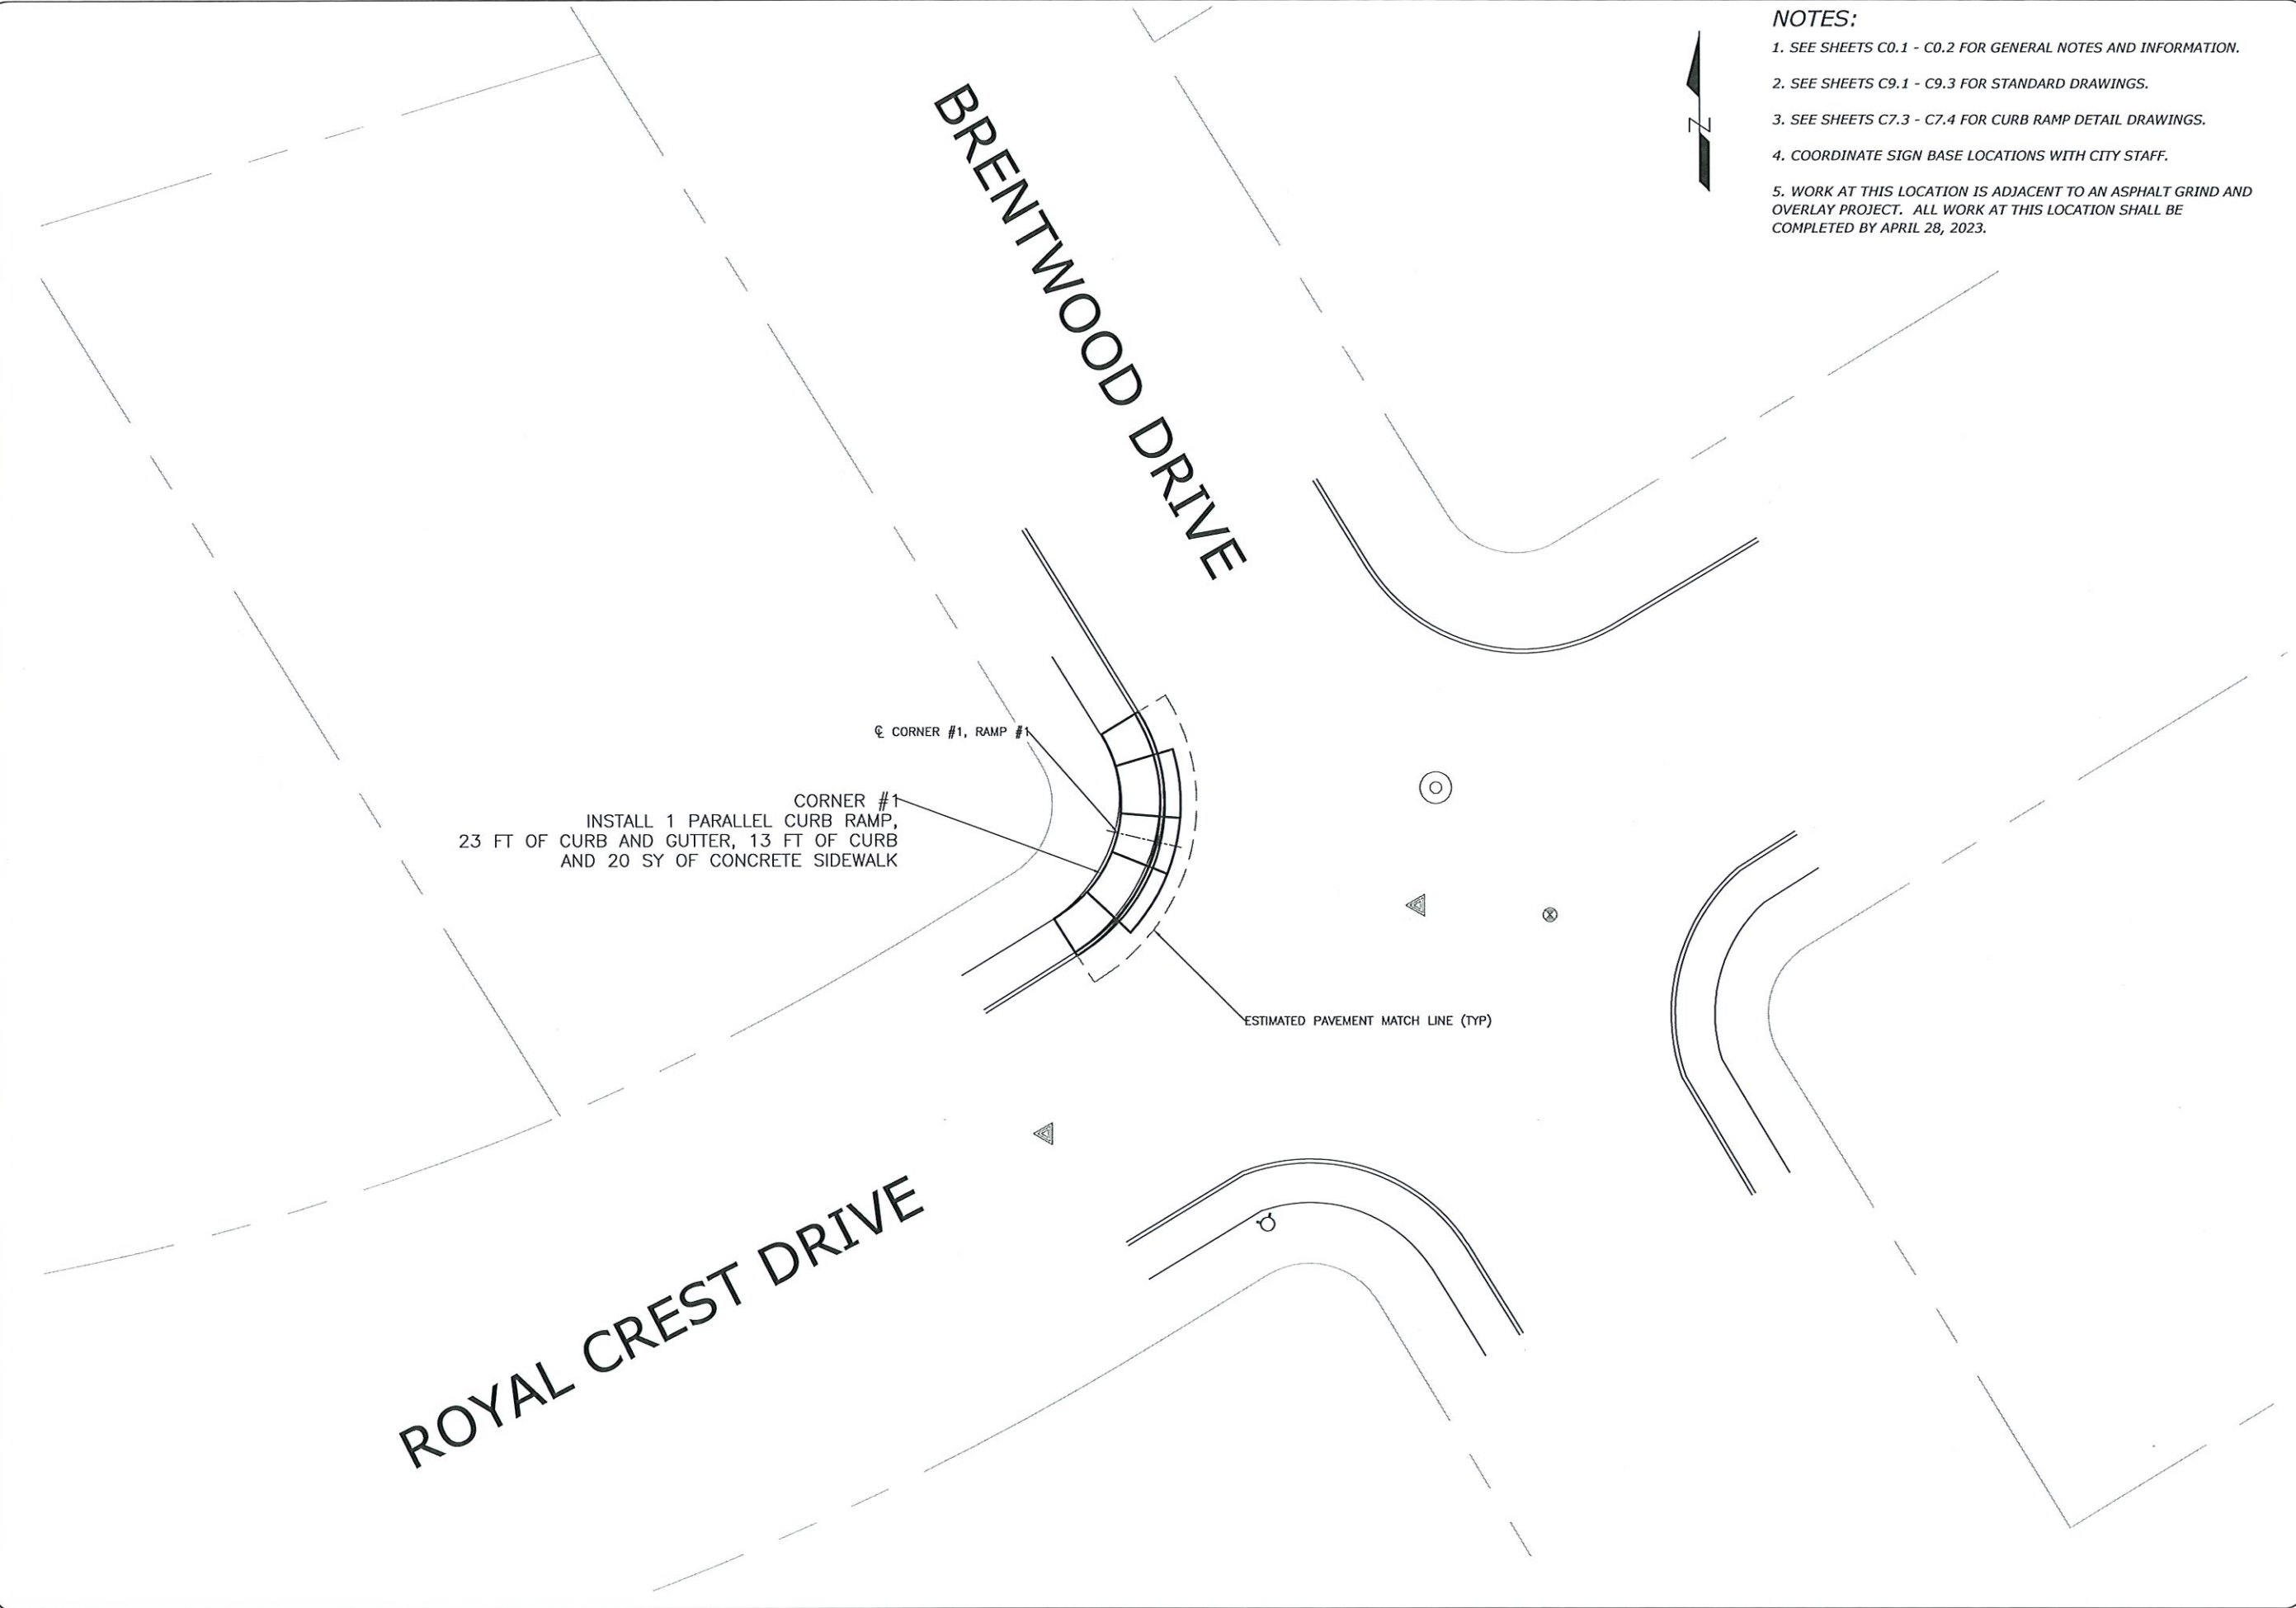 NOTES:
1. SEE SHEETS C0.1 - C0.2 FOR GENERAL NOTES AND INFORMATION.
2. SEE SHEETS C9.1 - C9.3 FOR STANDARD DRAWINGS.
3. SEE SHEETS C7.3 - C7.4 FOR CURB RAMP DETAIL DRAWINGS.
4. COORDINATE SIGN BASE LOCATIONS WITH CITY STAFF.
5. WORK AT THIS LOCATION IS ADJACENT TO AN ASPHALT GRIND AND
OVERLAY PROJECT. ALL WORK AT THIS LOCATION SHALL BE
COMPLETED BY APRIL 28, 2023.
N
BRENTWOOD DRIVE
℄ CORNER #1, RAMP #1
CORNER #1
INSTALL 1 PARALLEL CURB RAMP,
23 FT OF CURB AND GUTTER, 13 FT OF CURB
AND 20 SY OF CONCRETE SIDEWALK
ESTIMATED PAVEMENT MATCH LINE (TYP)
ROYAL CREST DRIVE